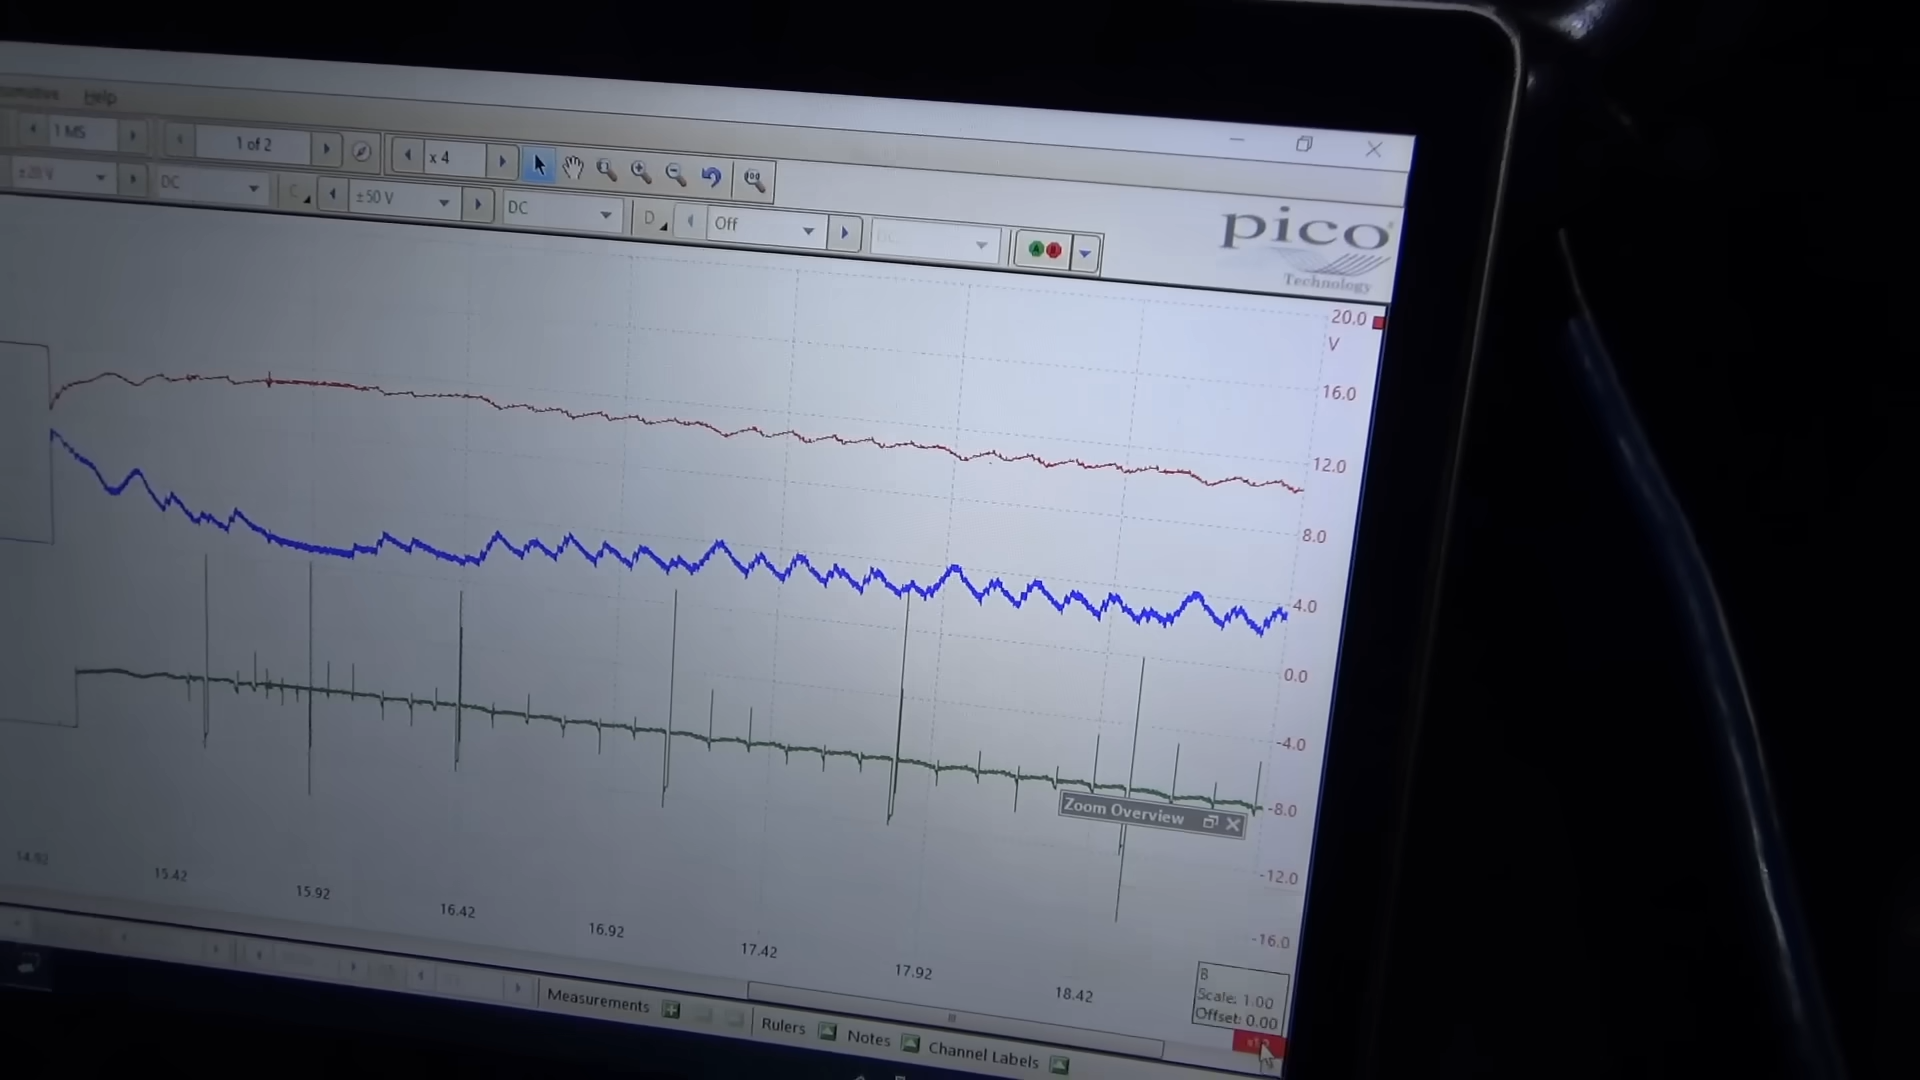 Help
1 MS
1 of 2
x 4
±20 V
DC
C
±50 V
DC
D
Off
pico
Technology
20.0
V
16.0
12.0
8.0
4.0
0.0
-4.0
-8.0
-12.0
-16.0
Zoom Overview
14.92
15.42
15.92
16.42
16.92
17.42
17.92
18.42
B
Scale: 1.00
Offset: 0.00
Measurements
Rulers
Notes
Channel Labels